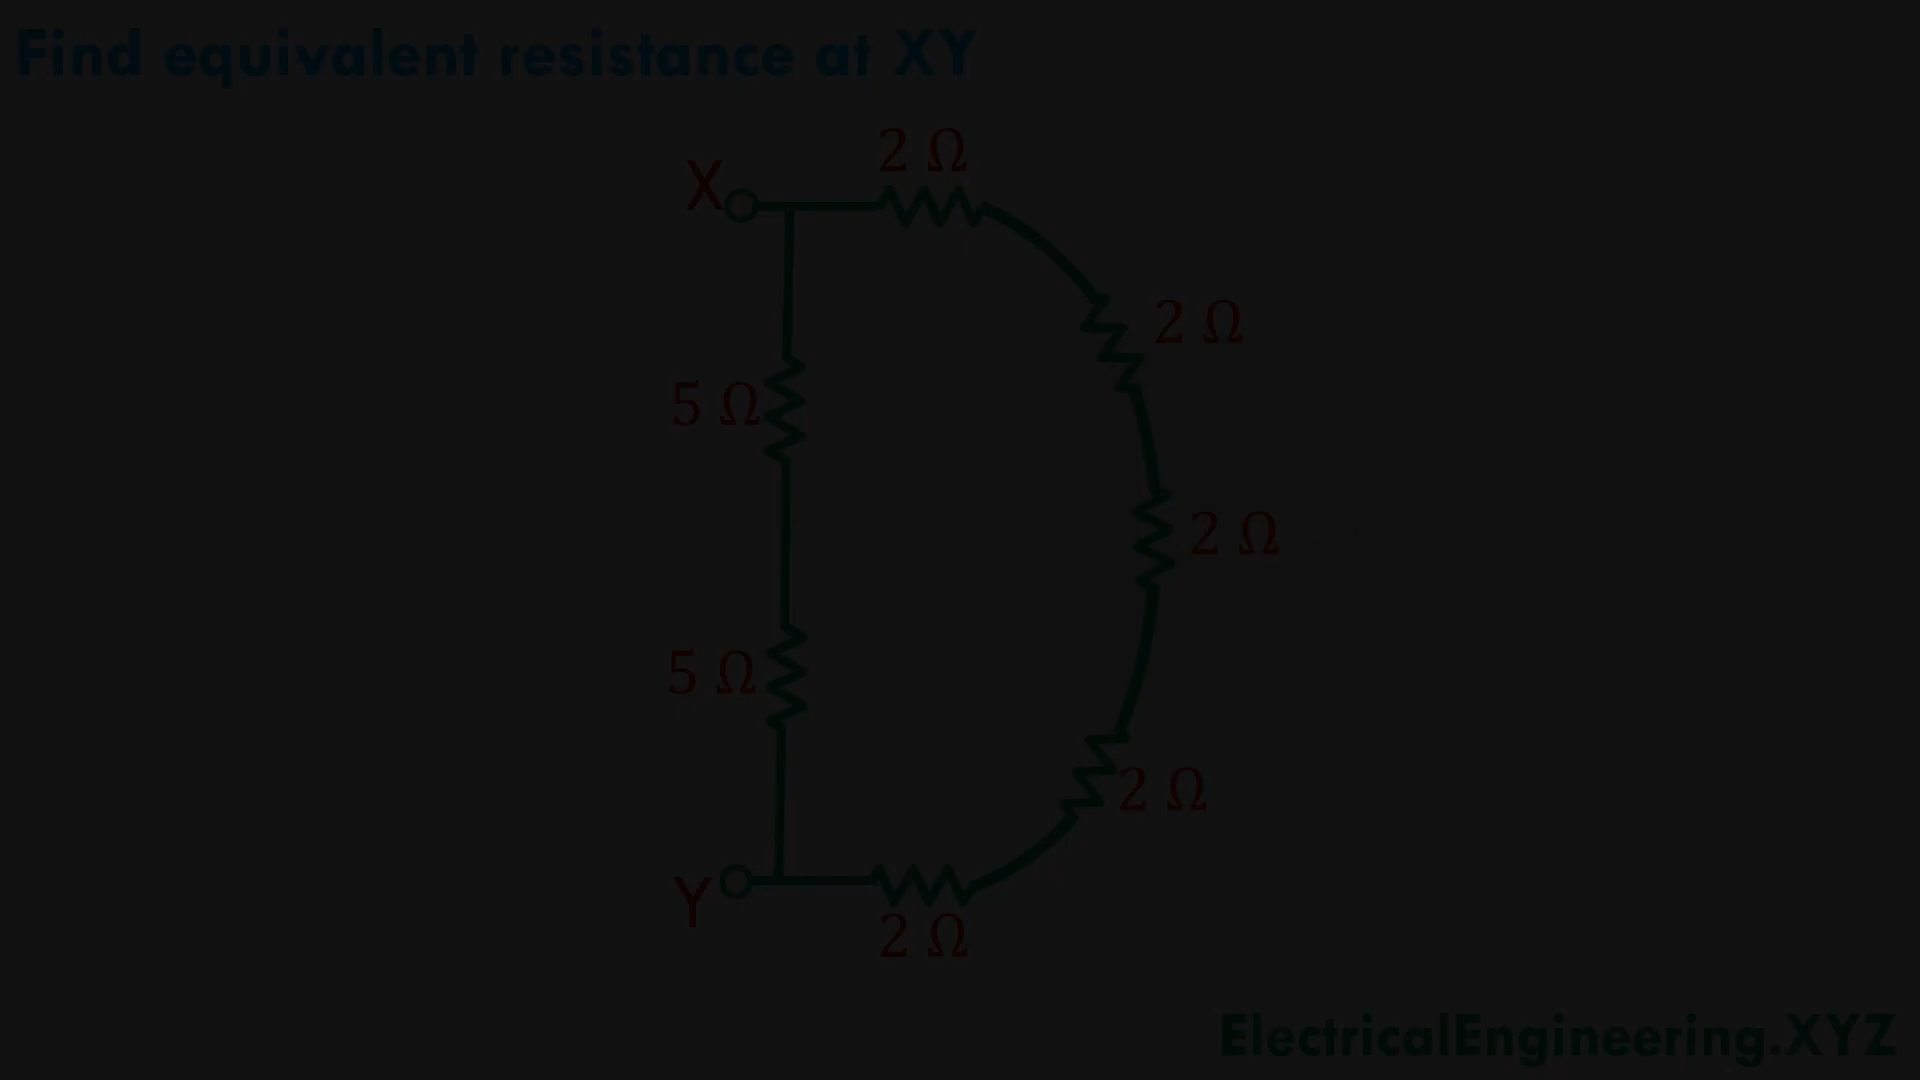 Find equivalent resistance at XY
2 Ω
X
2 Ω
5 Ω
2 Ω
5 Ω
2 Ω
Y
2 Ω
ElectricalEngineering.XYZ